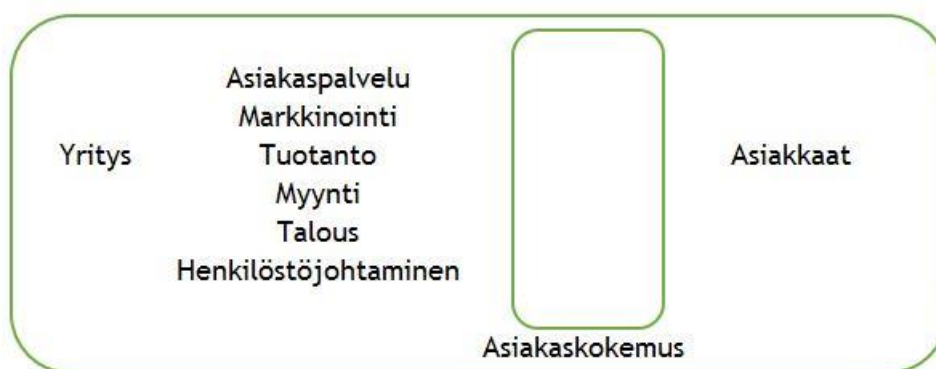 Asiakaspalvelu
Markkinointi
Yritys
Tuotanto
Asiakkaat
Myynti
Talous
Henkilöstöjohtaminen
Asiakaskokemus